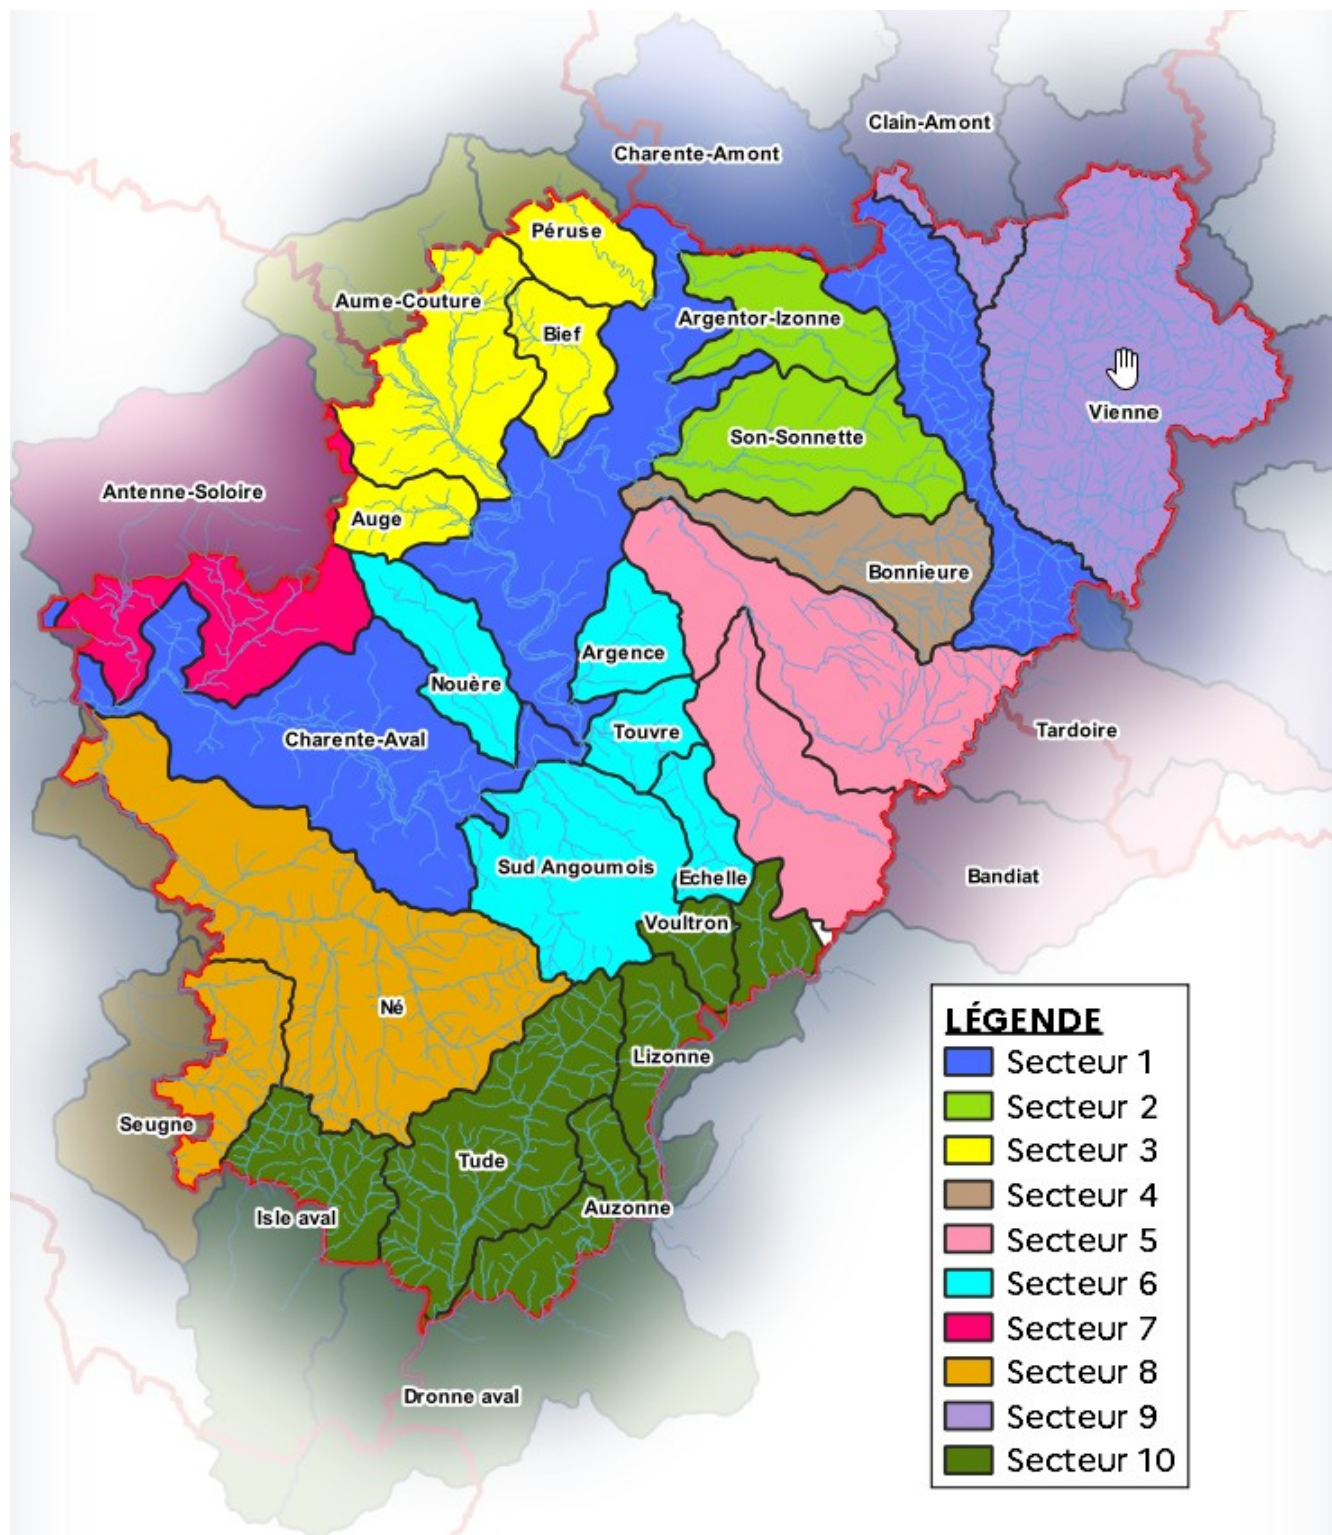 Clain-Amont
Charente-Amont
Péruse
Aume-Couture
Argentor-Izonne
Bief
Vienne
Son-Sonnette
Antenne-Soloire
Auge
Bonnieure
Argence
Nouère
Touvre
Tardoire
Charente-Aval
Sud Angoumois
Echelle
Bandiat
Voultron
Né
Lizonne
Seugne
Tude
Auzonne
Isle aval
Dronne aval
LÉGENDE
Secteur 1
Secteur 2
Secteur 3
Secteur 4
Secteur 5
Secteur 6
Secteur 7
Secteur 8
Secteur 9
Secteur 10